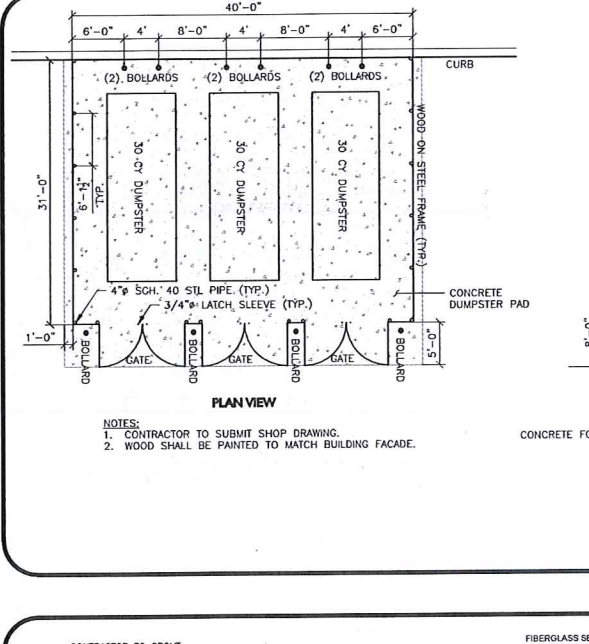 40'-0"
6'-0" 4' 8'-0" 4' 8'-0" 4' 6'-0"
CURB
(2) BOLLARDS (2) BOLLARDS (2) BOLLARDS
31'-0"
6'-1½"
TYP.
30 CY DUMPSTER
30 CY DUMPSTER
30 CY DUMPSTER
WOOD ON STEEL FRAME (TYP.)
4"ø SCH. 40 STL PIPE (TYP.)
3/4"ø LATCH SLEEVE (TYP.)
CONCRETE
DUMPSTER PAD
1'-0"
BOLLARD
GATE
BOLLARD
GATE
BOLLARD
GATE
BOLLARD
5'-0"
PLAN VIEW
NOTES:
1. CONTRACTOR TO SUBMIT SHOP DRAWING.
2. WOOD SHALL BE PAINTED TO MATCH BUILDING FACADE.
CONCRETE FO
FIBERGLASS SE